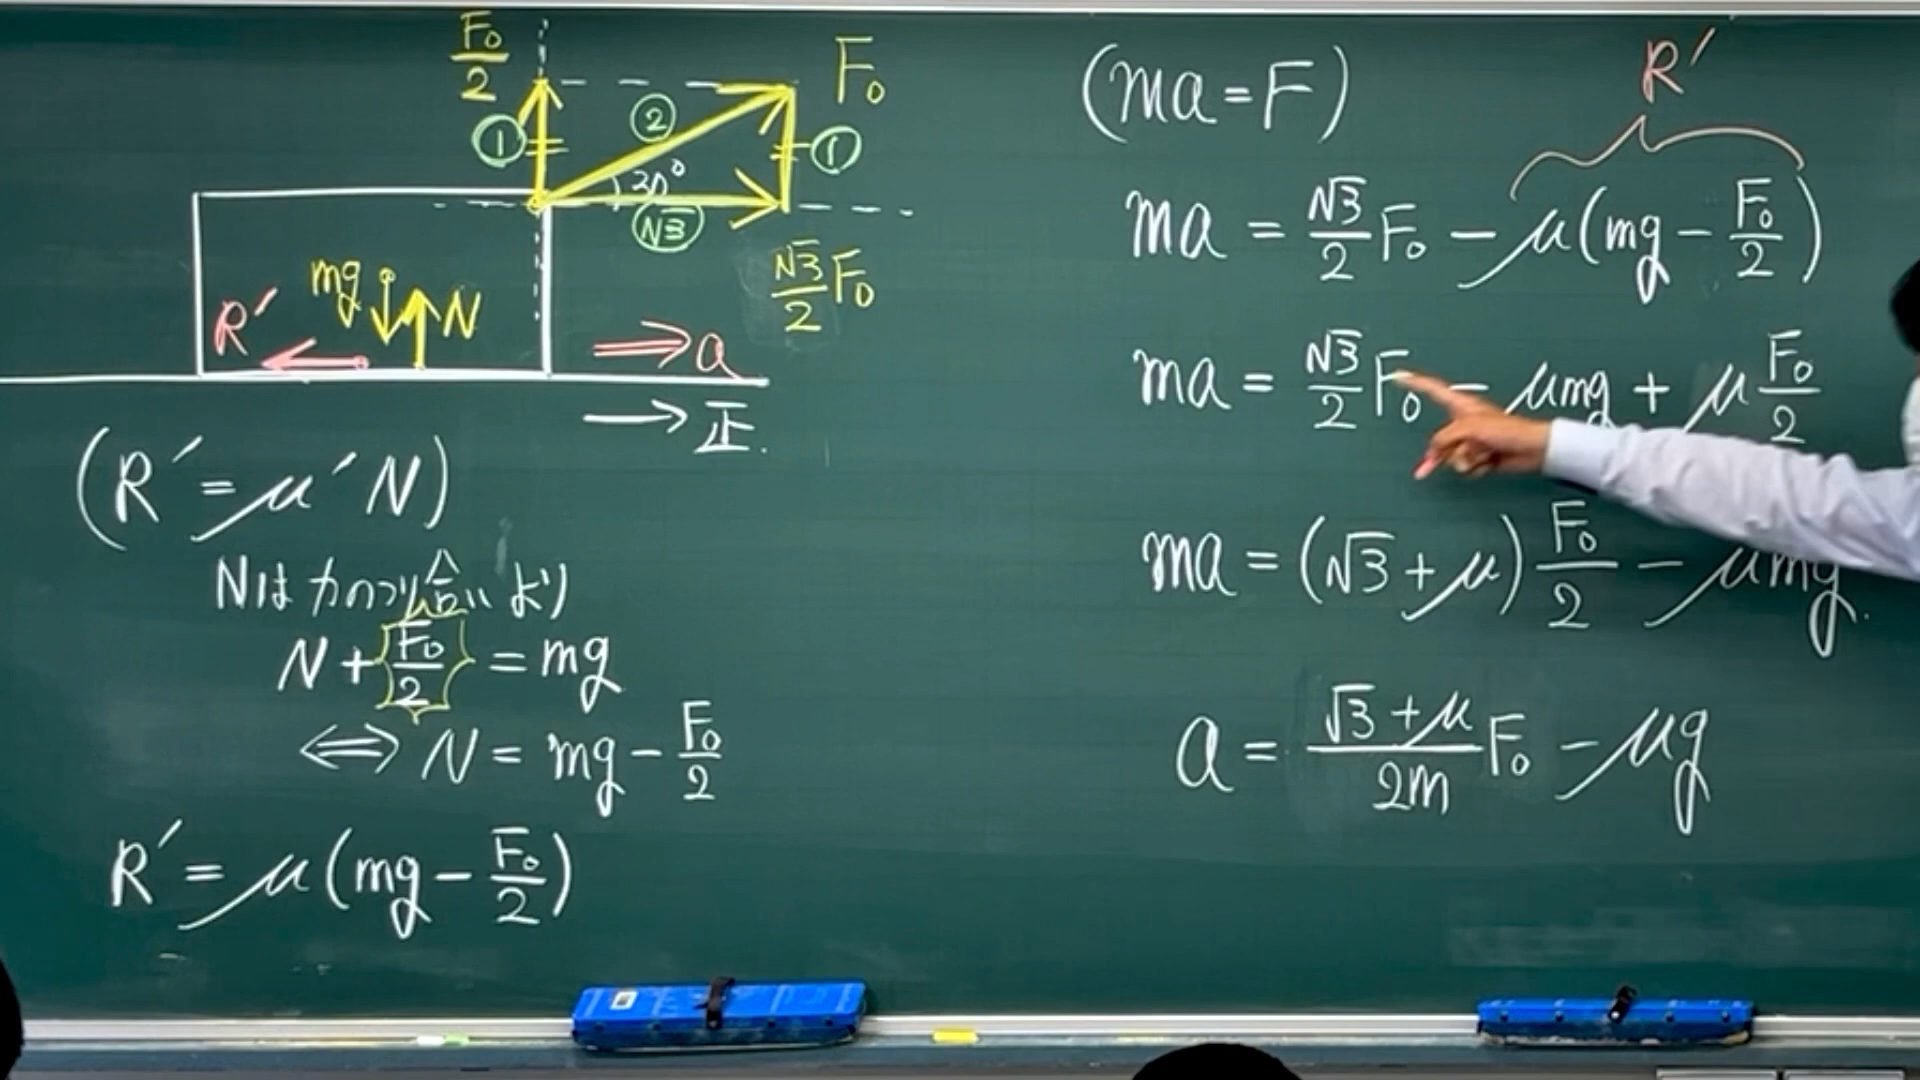 F₀/2
F₀
① ② ①
30°
√3
√3/2 F₀
mg
N
R′
a
正.
(R′ = μ′N)
Nは力のつり合いより
N + F₀/2 = mg
⇔ N = mg − F₀/2
R′ = μ(mg − F₀/2)
(ma = F)
R′
ma = √3/2 F₀ − μ(mg − F₀/2)
ma = √3/2 F₀ − μmg + μ F₀/2
ma = (√3 + μ) F₀/2 − μmg.
a = (√3 + μ)/2m F₀ − μg